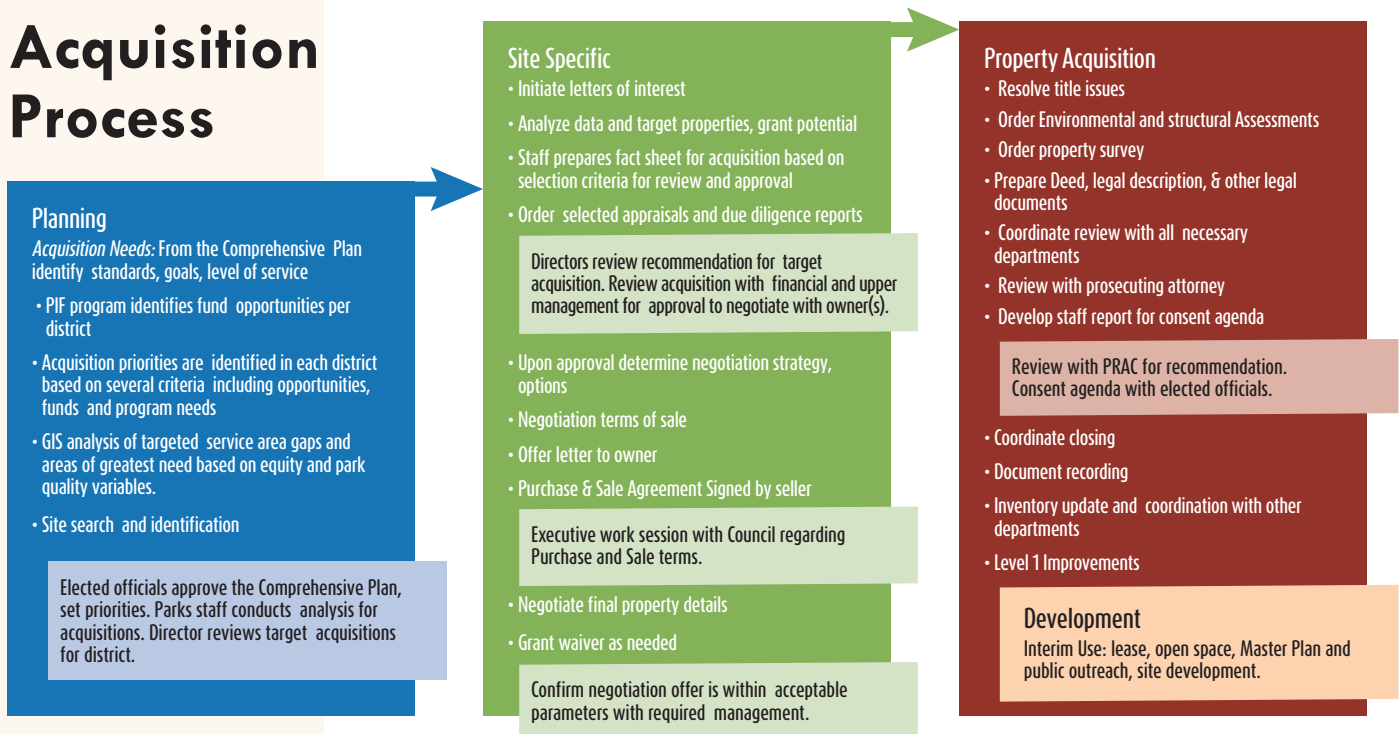 Acquisition
Process
Planning
Acquisition Needs: From the Comprehensive Plan
identify standards, goals, level of service
• PIF program identifies fund opportunities per
district
• Acquisition priorities are identified in each district
based on several criteria including opportunities,
funds and program needs
• GIS analysis of targeted service area gaps and
areas of greatest need based on equity and park
quality variables.
• Site search and identification
Elected officials approve the Comprehensive Plan,
set priorities. Parks staff conducts analysis for
acquisitions. Director reviews target acquisitions
for district.
Site Specific
• Initiate letters of interest
• Analyze data and target properties, grant potential
• Staff prepares fact sheet for acquisition based on
selection criteria for review and approval
• Order selected appraisals and due diligence reports
Directors review recommendation for target
acquisition. Review acquisition with financial and upper
management for approval to negotiate with owner(s).
• Upon approval determine negotiation strategy,
options
• Negotiation terms of sale
• Offer letter to owner
• Purchase & Sale Agreement Signed by seller
Executive work session with Council regarding
Purchase and Sale terms.
• Negotiate final property details
• Grant waiver as needed
Confirm negotiation offer is within acceptable
parameters with required management.
Property Acquisition
• Resolve title issues
• Order Environmental and structural Assessments
• Order property survey
• Prepare Deed, legal description, & other legal
documents
• Coordinate review with all necessary
departments
• Review with prosecuting attorney
• Develop staff report for consent agenda
Review with PRAC for recommendation.
Consent agenda with elected officials.
• Coordinate closing
• Document recording
• Inventory update and coordination with other
departments
• Level 1 Improvements
Development
Interim Use: lease, open space, Master Plan and
public outreach, site development.